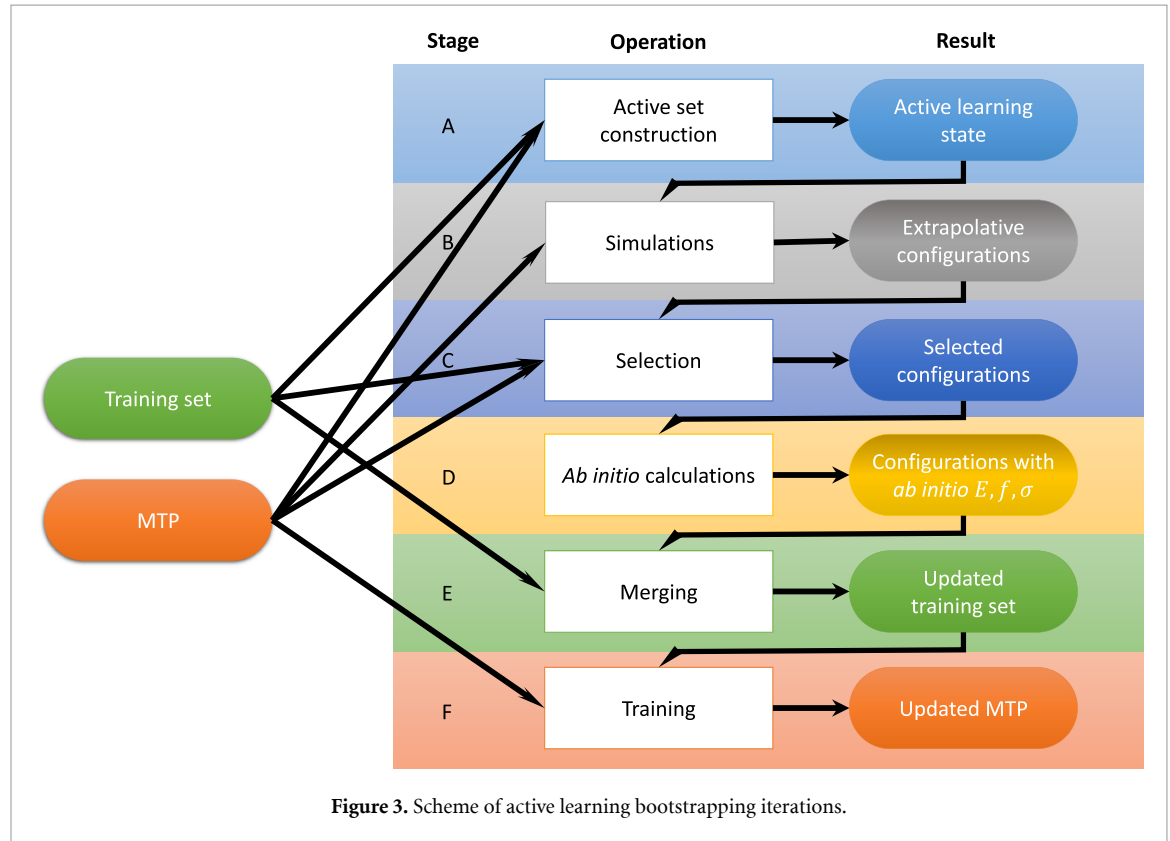 Stage Operation Result
A
Active set
construction
Active learning
state
B
Simulations
Extrapolative
configurations
C
Selection
Selected
configurations
Training set
MTP
D
Ab initio calculations
Configurations with
ab initio E, f, σ
E
Merging
Updated
training set
F
Training
Updated MTP
Figure 3. Scheme of active learning bootstrapping iterations.